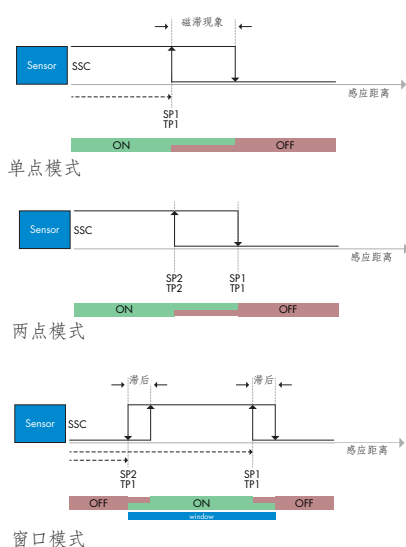 磁滞现象
Sensor
SSC
感应距离
SP1
TP1
ON OFF
单点模式
Sensor
SSC
感应距离
SP2 SP1
TP2 TP1
ON OFF
两点模式
滞后 滞后
Sensor
SSC
感应距离
SP2 SP1
TP1 TP1
OFF ON OFF
window
窗口模式